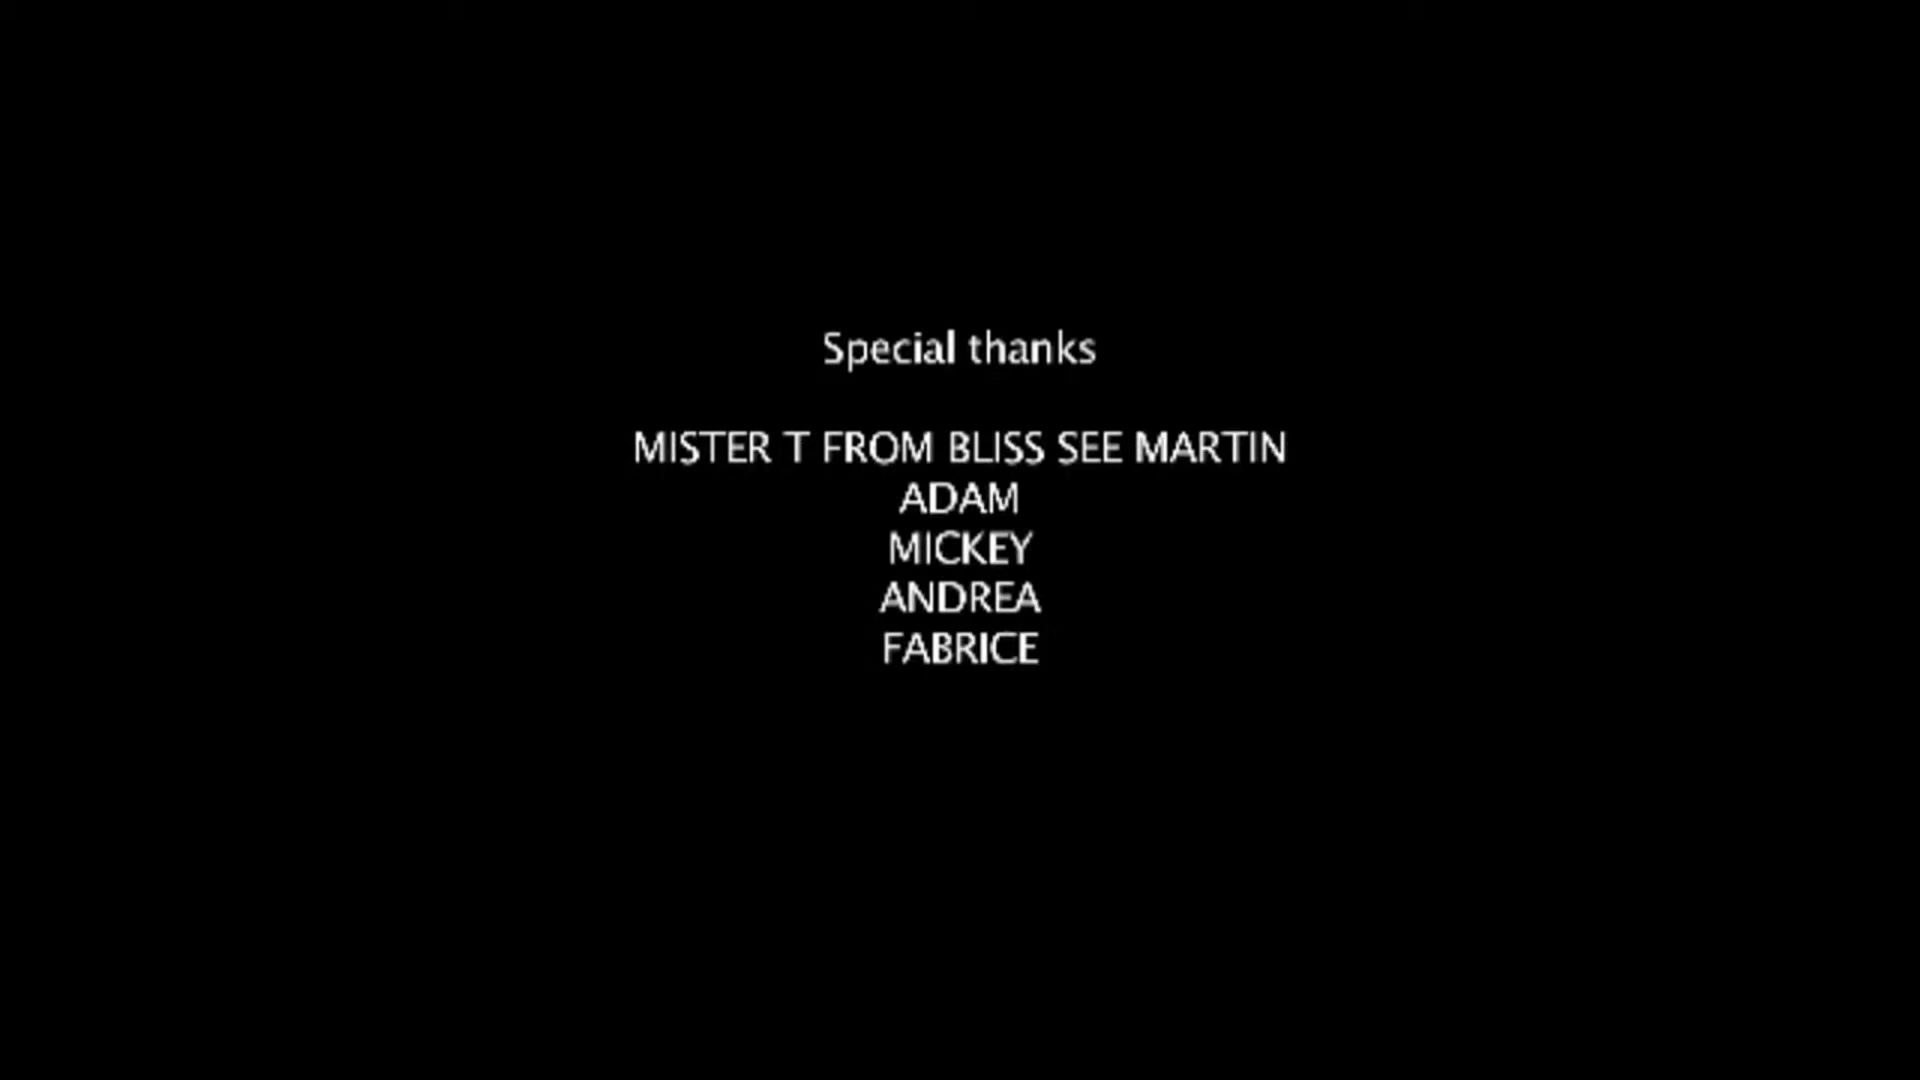 Special thanks
MISTER T FROM BLISS SEE MARTIN
ADAM
MICKEY
ANDREA
FABRICE